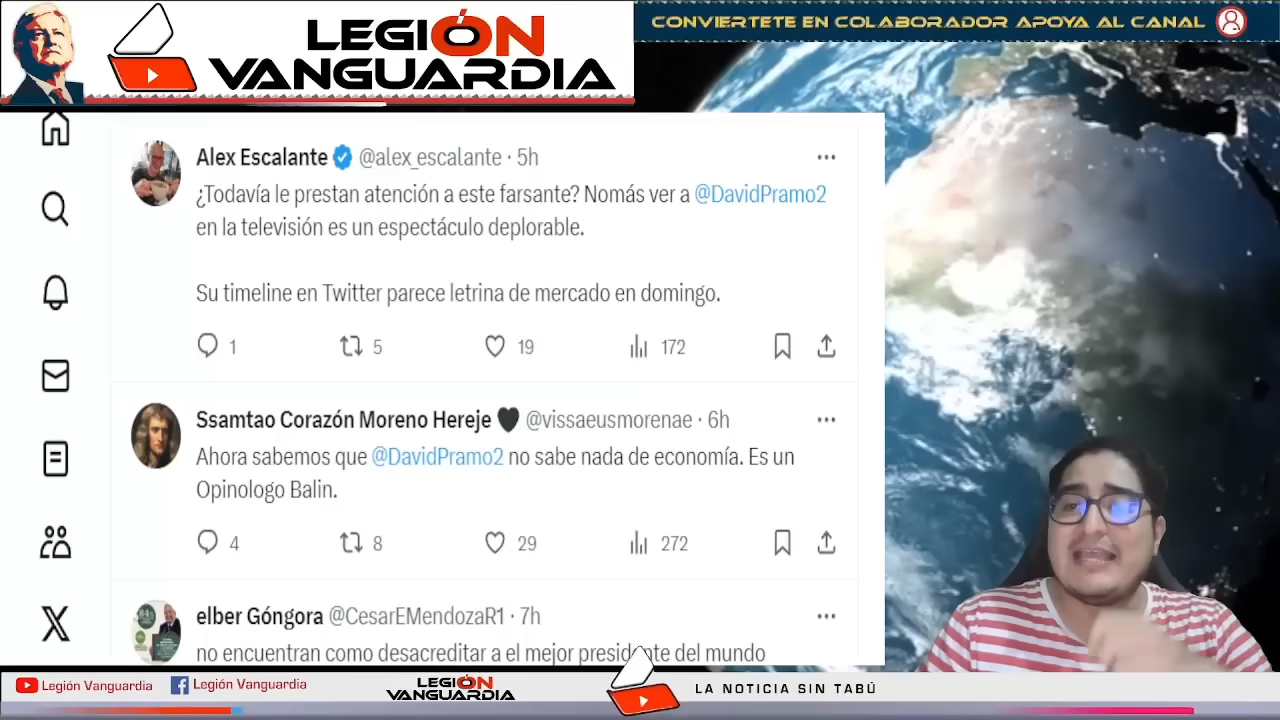 LEGIÓN
VANGUARDIA
CONVIERTETE EN COLABORADOR APOYA AL CANAL
Alex Escalante @alex_escalante · 5h
¿Todavía le prestan atención a este farsante? Nomás ver a @DavidPramo2
en la televisión es un espectáculo deplorable.
Su timeline en Twitter parece letrina de mercado en domingo.
1 5 19 172
Ssamtao Corazón Moreno Hereje @vissaeusmorenae · 6h
Ahora sabemos que @DavidPramo2 no sabe nada de economía. Es un
Opinologo Balin.
4 8 29 272
elber Góngora @CesarEMendozaR1 · 7h
no encuentran como desacreditar a el mejor presidente del mundo
Legión Vanguardia
Legión Vanguardia
LEGIÓN
VANGUARDIA
LA NOTICIA SIN TABÚ